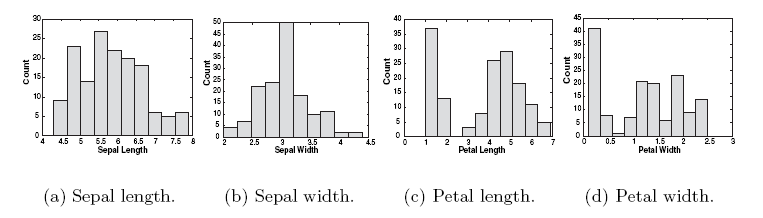 30
25
20
15
10
5
0
Count
4 4.5 5 5.5 6 6.5 7 7.5 8
Sepal Length
50
45
40
35
30
25
20
15
10
5
0
Count
2 2.5 3 3.5 4 4.5
Sepal Width
40
35
30
25
20
15
10
5
0
Count
0 1 2 3 4 5 6 7
Petal Length
45
40
35
30
25
20
15
10
5
0
Count
0 0.5 1 1.5 2 2.5 3
Petal Width
(a) Sepal length. (b) Sepal width. (c) Petal length. (d) Petal width.